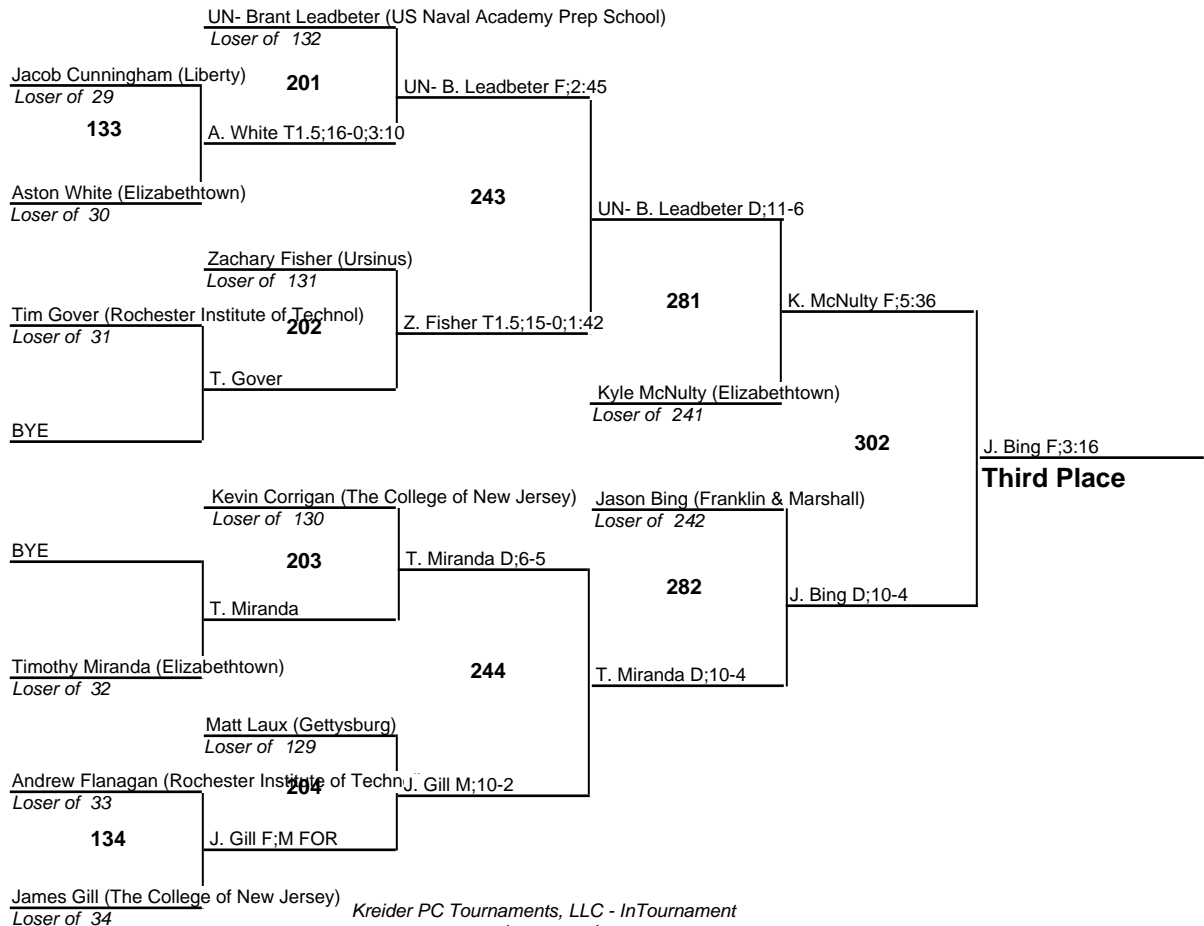 UN- Brant Leadbeter (US Naval Academy Prep School)
Loser of 132
Jacob Cunningham (Liberty)
Loser of 29
201
UN- B. Leadbeter F;2:45
133
A. White T1.5;16-0;3:10
Aston White (Elizabethtown)
Loser of 30
243
UN- B. Leadbeter D;11-6
Zachary Fisher (Ursinus)
Loser of 131
Tim Gover (Rochester Institute of Technol)
Loser of 31
202
Z. Fisher T1.5;15-0;1:42
281
K. McNulty F;5:36
T. Gover
Kyle McNulty (Elizabethtown)
Loser of 241
BYE
302
J. Bing F;3:16
Third Place
Kevin Corrigan (The College of New Jersey)
Loser of 130
Jason Bing (Franklin & Marshall)
Loser of 242
BYE
203
T. Miranda D;6-5
282
T. Miranda
J. Bing D;10-4
Timothy Miranda (Elizabethtown)
Loser of 32
244
T. Miranda D;10-4
Matt Laux (Gettysburg)
Loser of 129
Andrew Flanagan (Rochester Institute of
Loser of 33
204
J. Gill M;10-2
134
J. Gill F;M FOR
James Gill (The College of New Jersey)
Loser of 34
Kreider PC Tournaments, LLC - InTournament